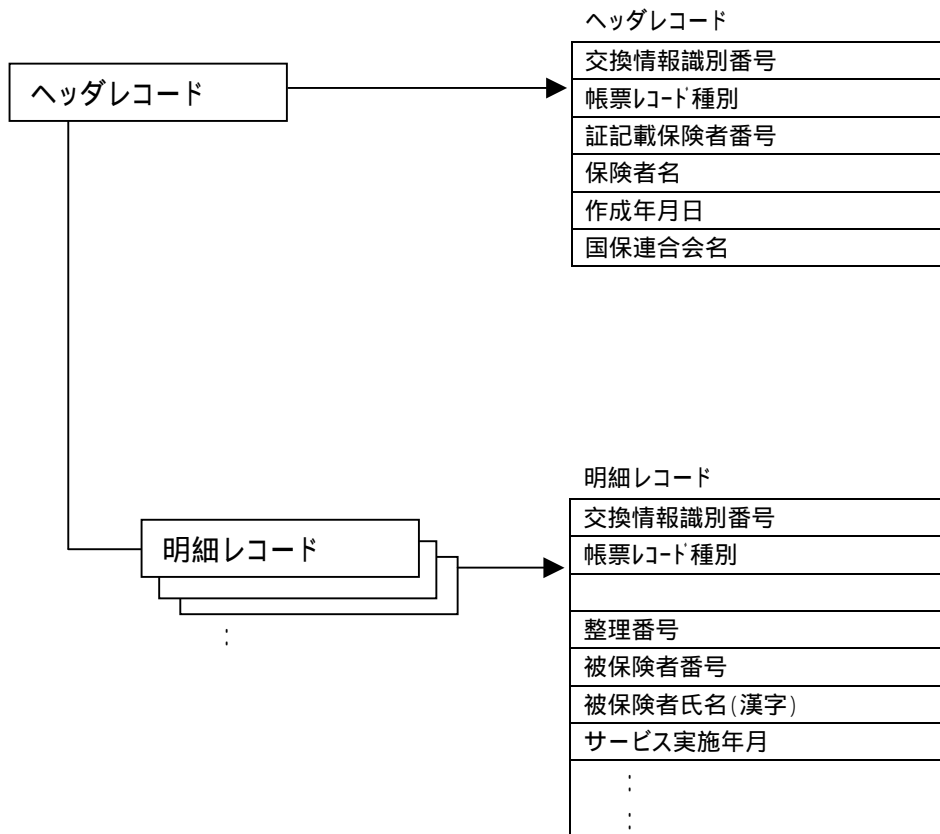 ヘッダレコード
ヘッダレコード
交換情報識別番号
帳票ﾚｺｰﾄﾞ種別
証記載保険者番号
保険者名
作成年月日
国保連合会名
明細レコード
明細レコード
交換情報識別番号
帳票ﾚｺｰﾄﾞ種別
整理番号
被保険者番号
被保険者氏名(漢字)
サービス実施年月
:
:
: